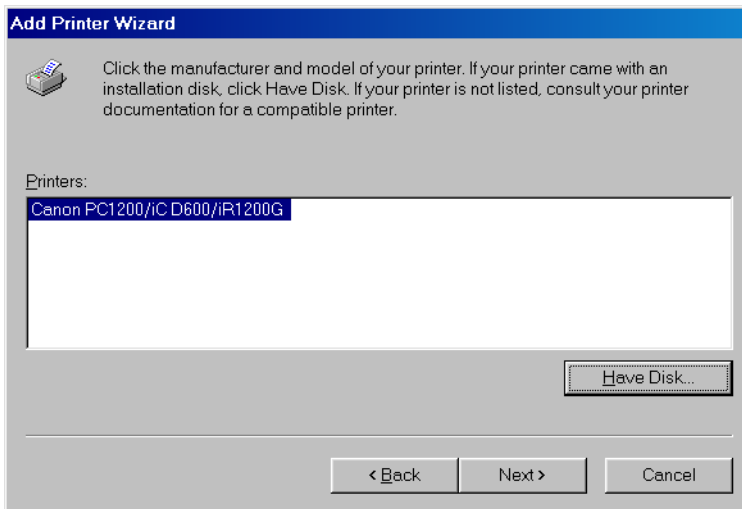 Add Printer Wizard
Click the manufacturer and model of your printer. If your printer came with an
installation disk, click Have Disk. If your printer is not listed, consult your printer
documentation for a compatible printer.
Printers:
Canon PC1200/iC D600/iR1200G
Have Disk...
< Back Next > Cancel